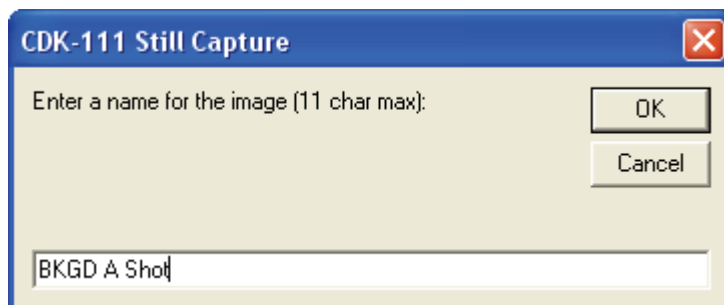 CDK-111 Still Capture
Enter a name for the image (11 char max):
OK
Cancel
BKGD A Shot